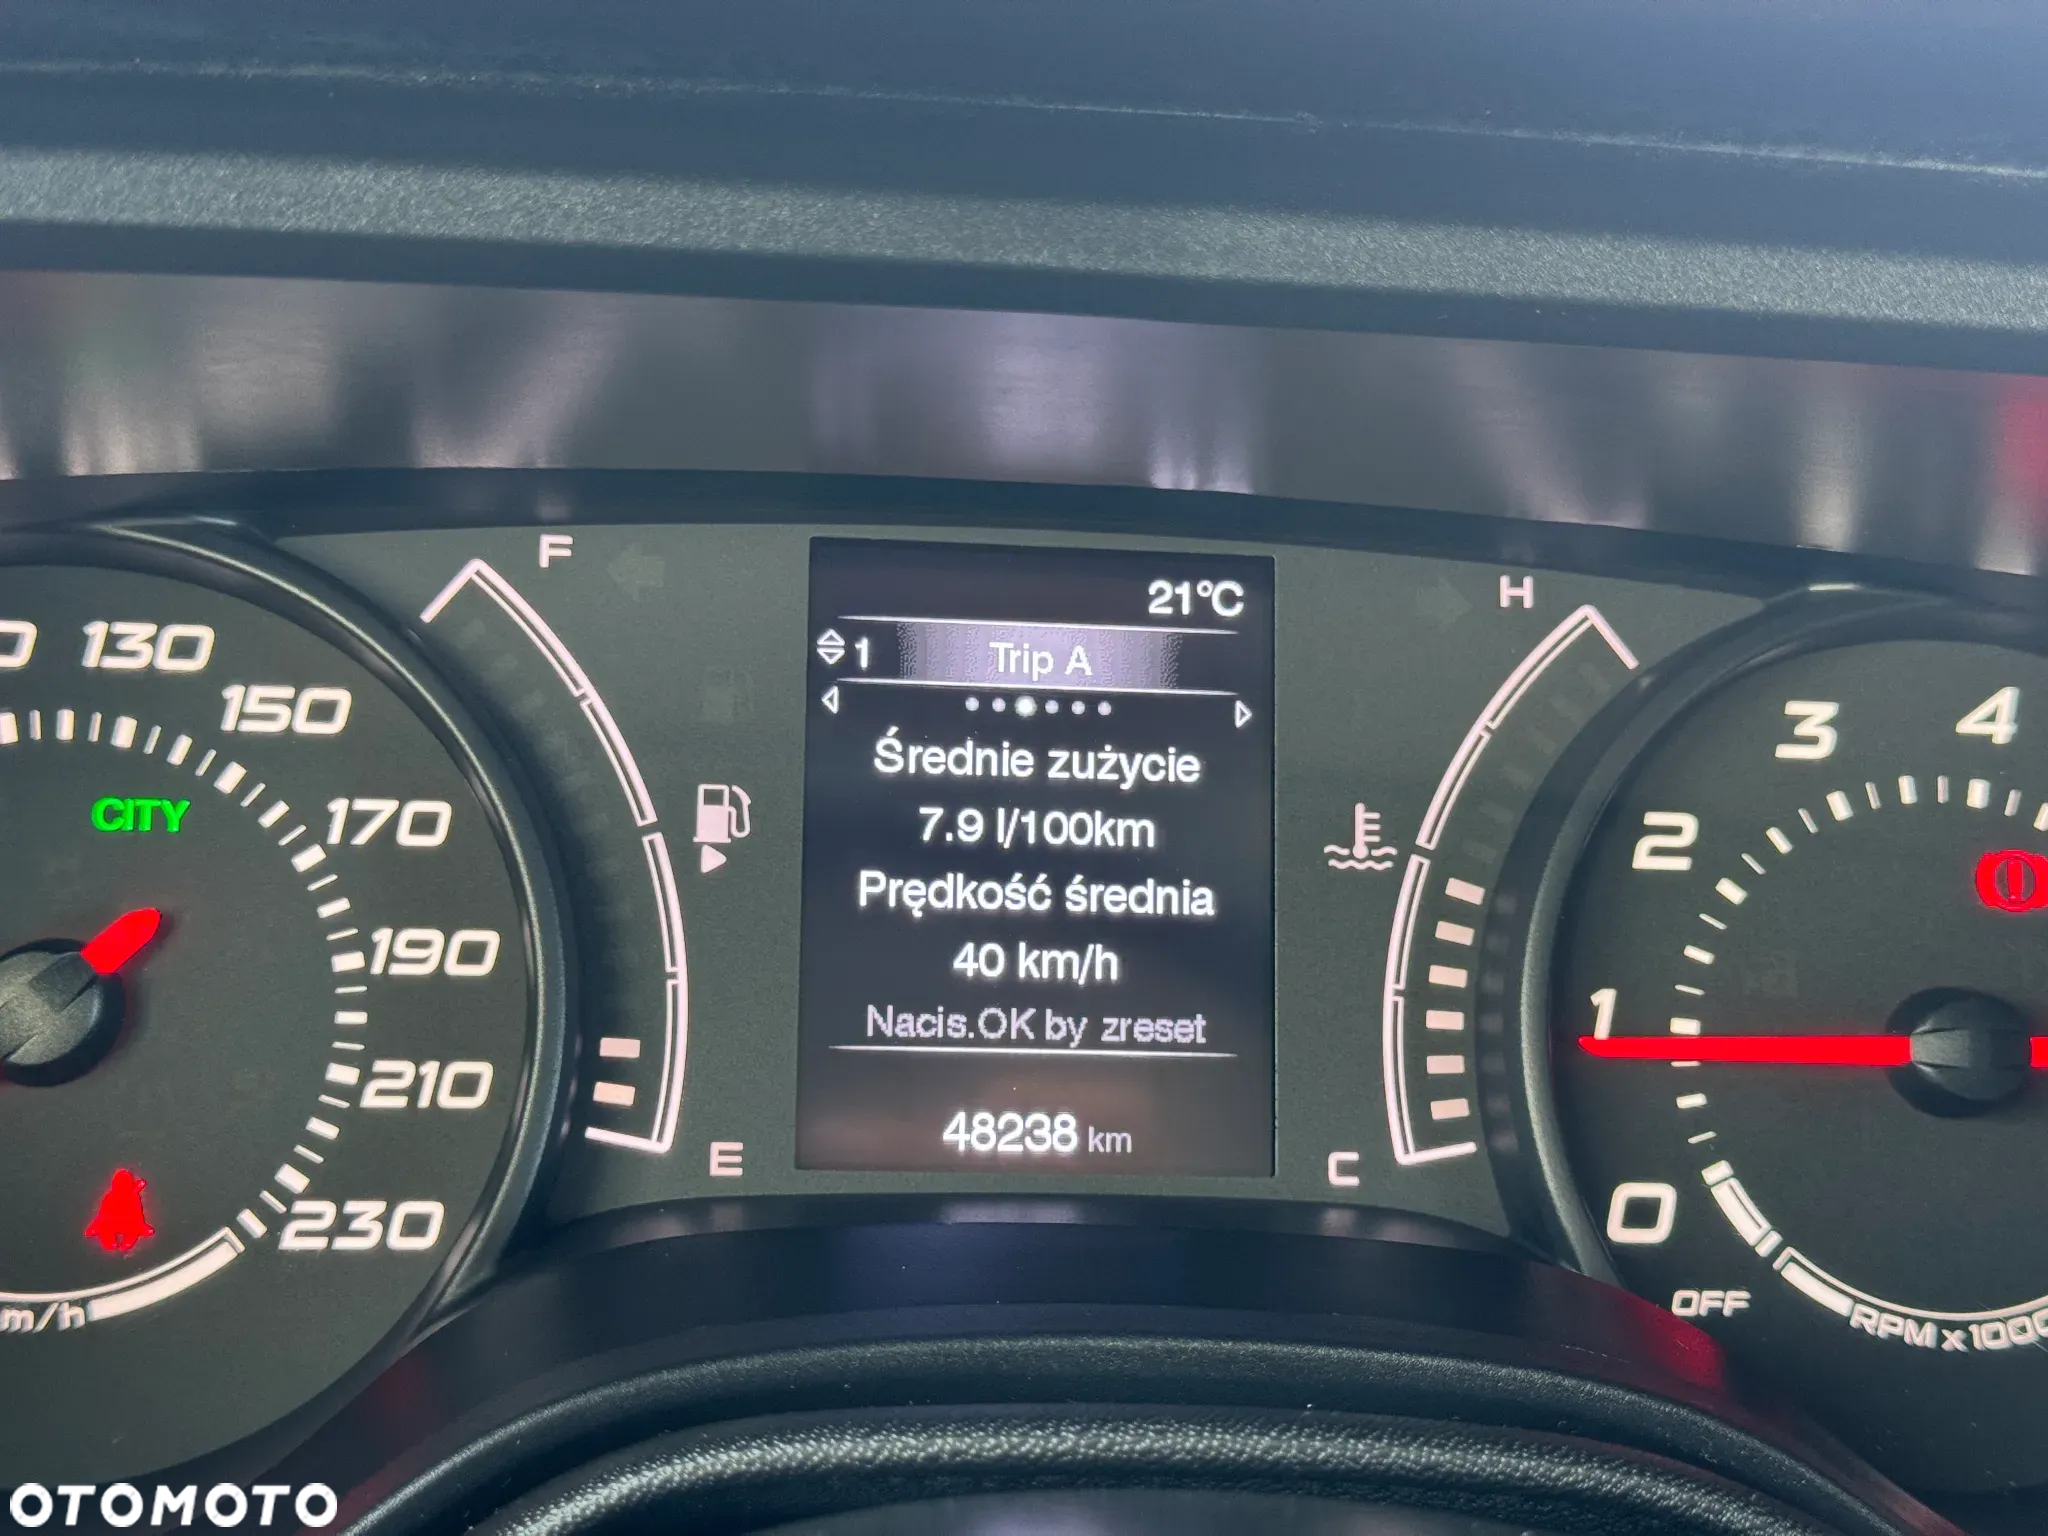 F
21°C
H
1 Trip A
130
150
170
190
210
230
CITY
Średnie zużycie
7.9 l/100km
Prędkość średnia
40 km/h
Nacis.OK by zreset
48238 km
E
C
4
3
2
1
0
OFF
RPM x1000
m/h
OTOMOTO